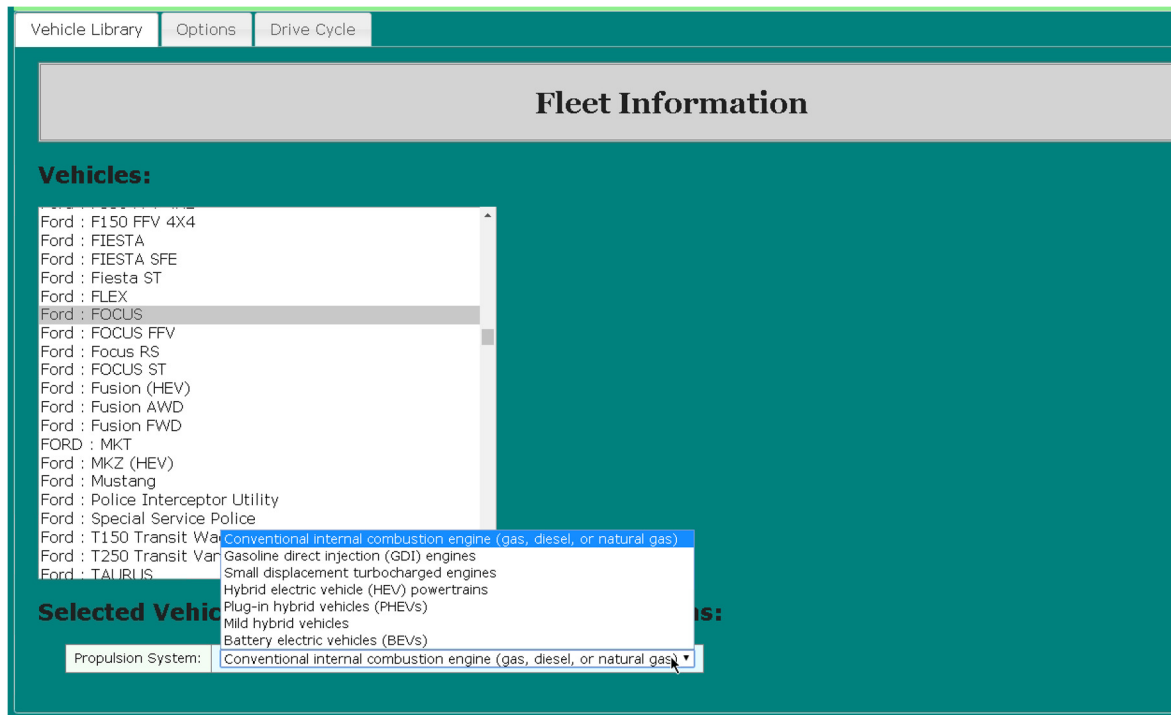 Vehicle Library Options Drive Cycle
Fleet Information
Vehicles:
Ford : F150 FFV 4X4
Ford : FIESTA
Ford : FIESTA SFE
Ford : Fiesta ST
Ford : FLEX
Ford : FOCUS
Ford : FOCUS FFV
Ford : Focus RS
Ford : FOCUS ST
Ford : Fusion (HEV)
Ford : Fusion AWD
Ford : Fusion FWD
FORD : MKT
Ford : MKZ (HEV)
Ford : Mustang
Ford : Police Interceptor Utility
Ford : Special Service Police
Ford : T150 Transit
Ford : T250 Transit
Ford : TAURUS
Conventional internal combustion engine (gas, diesel, or natural gas)
Gasoline direct injection (GDI) engines
Small displacement turbocharged engines
Hybrid electric vehicle (HEV) powertrains
Plug-in hybrid vehicles (PHEVs)
Mild hybrid vehicles
Battery electric vehicles (BEVs)
Selected
Propulsion System: Conventional internal combustion engine (gas, diesel, or natural gas)